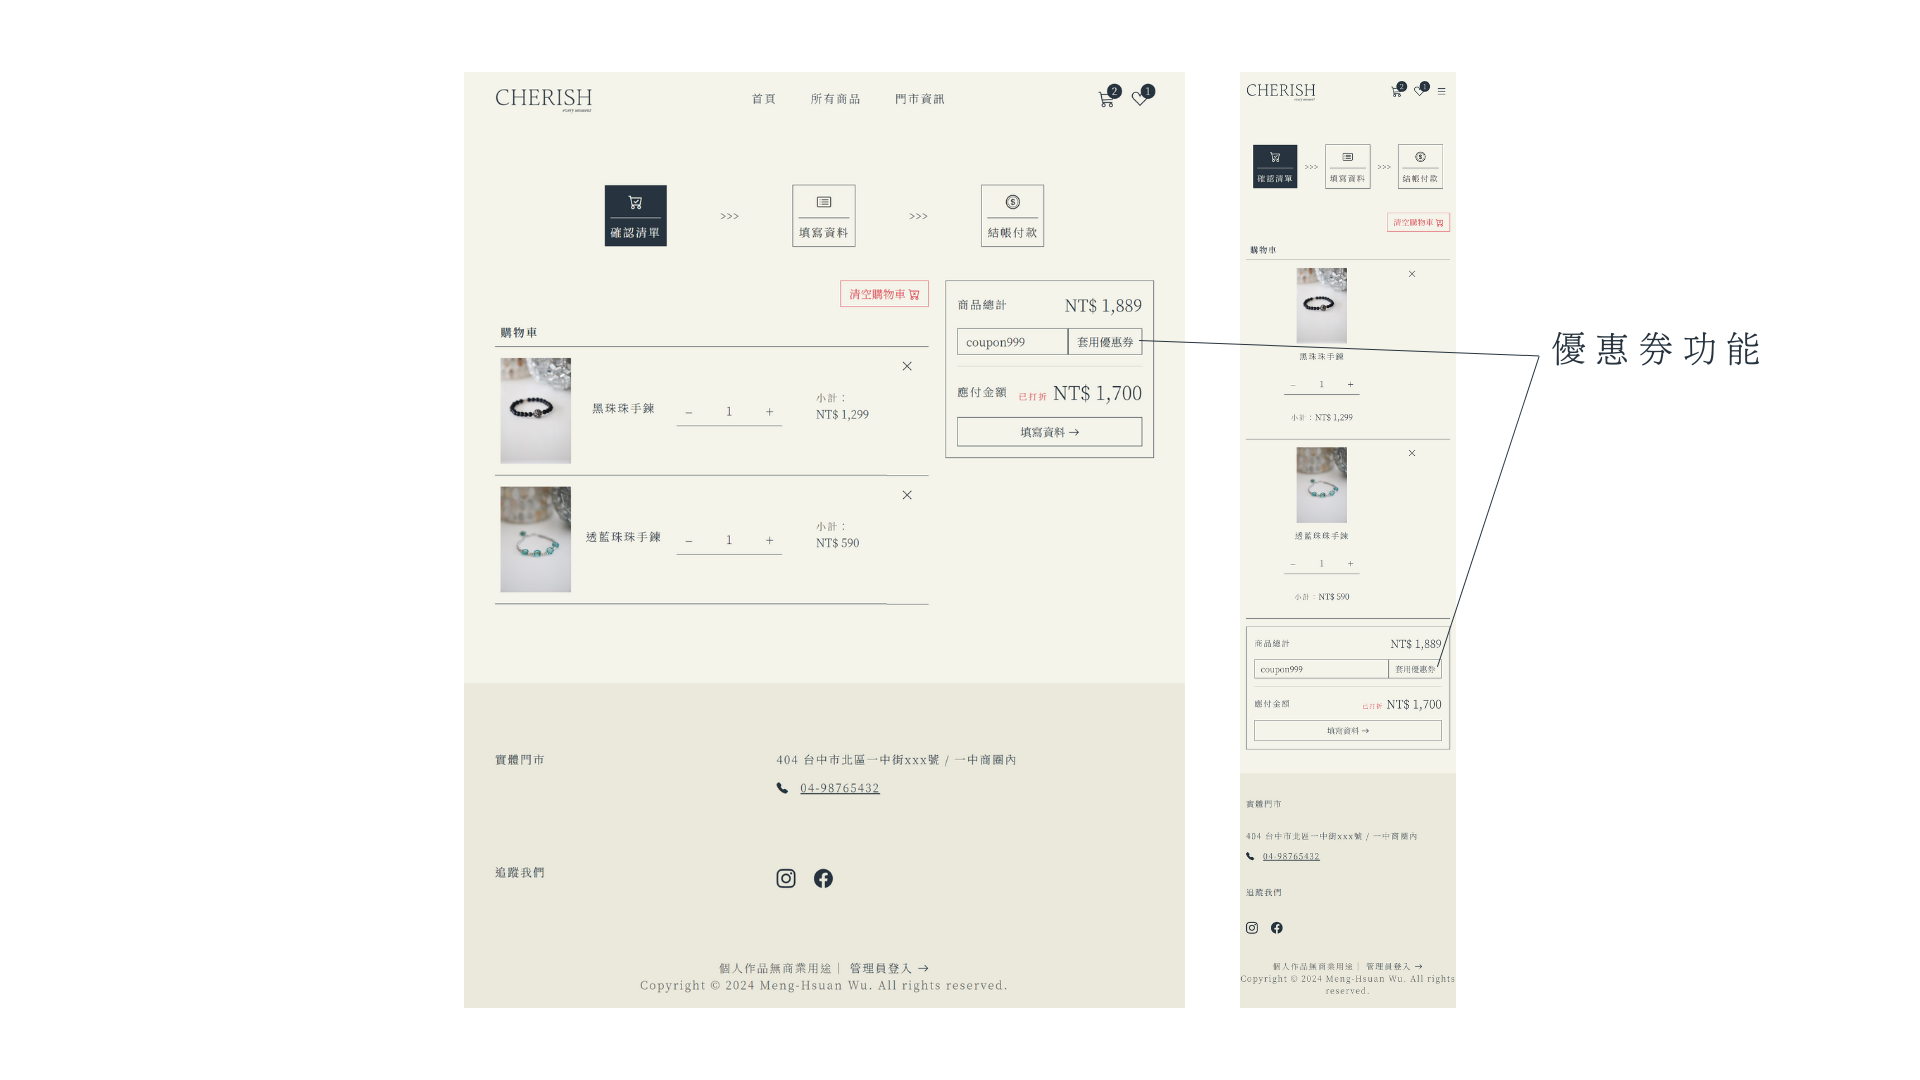 CHERISH
every moment
首頁 所有商品 門市資訊
2 1
確認清單 >>> 填寫資料 >>> 結帳付款
清空購物車
購物車
黑珠珠手鍊
– 1 +
小計：
NT$ 1,299
透藍珠珠手鍊
– 1 +
小計：
NT$ 590
商品總計 NT$ 1,889
coupon999 套用優惠券
應付金額 已打折 NT$ 1,700
填寫資料 →
實體門市
404 台中市北區一中街xxx號 / 一中商圈內
04-98765432
追蹤我們
個人作品無商業用途｜ 管理員登入 →
Copyright © 2024 Meng-Hsuan Wu. All rights reserved.
CHERISH
every moment
2 1
確認清單 >>> 填寫資料 >>> 結帳付款
清空購物車
購物車
黑珠珠手鍊
– 1 +
小計：NT$ 1,299
透藍珠珠手鍊
– 1 +
小計：NT$ 590
商品總計 NT$ 1,889
coupon999 套用優惠券
應付金額 已打折 NT$ 1,700
填寫資料 →
實體門市
404 台中市北區一中街xxx號 / 一中商圈內
04-98765432
追蹤我們
個人作品無商業用途｜ 管理員登入 →
Copyright © 2024 Meng-Hsuan Wu. All rights
reserved.
優惠券功能